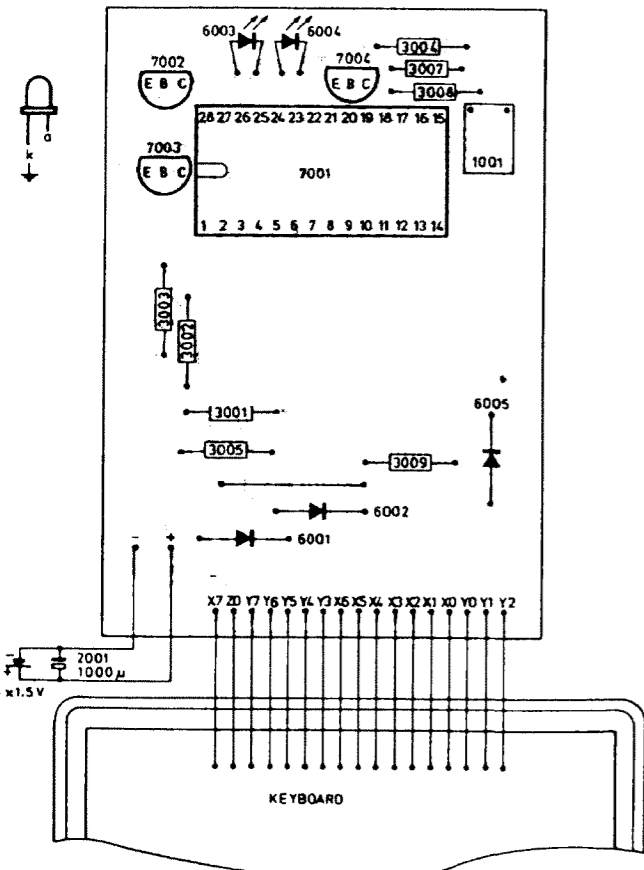 6003 6004
7002
E B C
7004
E B C
3004
3007
3008
1001
a
k
7003
E B C
28 27 26 25 24 23 22 21 20 19 18 17 16 15
7001
1 2 3 4 5 6 7 8 9 10 11 12 13 14
3003
3002
3001
3005
3009
6005
+
6002
6001
- +
-
X7 Z0 Y7 Y6 Y5 Y4 Y3 X6 X5 X4 X3 X2 X1 X0 Y0 Y1 Y2
-
+
2001
1000 µ
x1.5 V
KEYBOARD